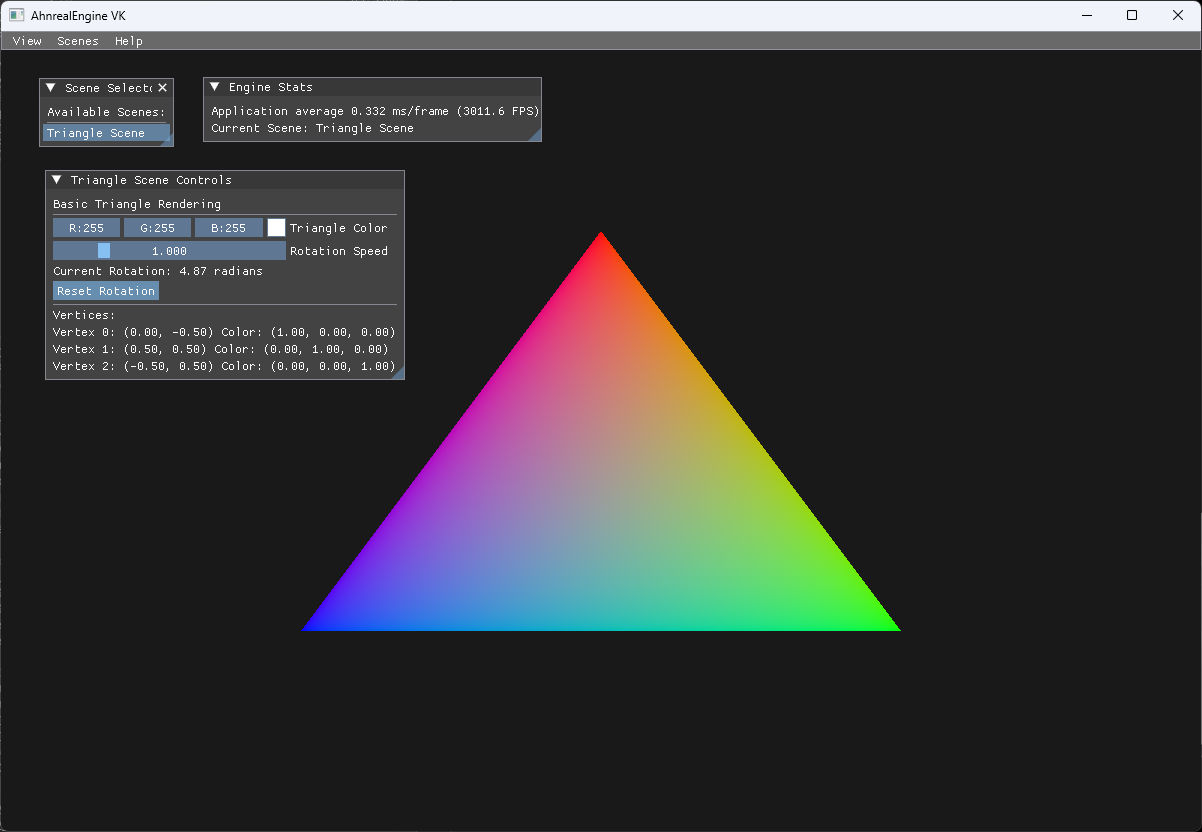 AhnrealEngine VK
View Scenes Help
Scene Select
Available Scenes:
Triangle Scene
Engine Stats
Application average 0.332 ms/frame (3011.6 FPS)
Current Scene: Triangle Scene
Triangle Scene Controls
Basic Triangle Rendering
R:255 G:255 B:255 Triangle Color
1.000 Rotation Speed
Current Rotation: 4.87 radians
Reset Rotation
Vertices:
Vertex 0: (0.00, -0.50) Color: (1.00, 0.00, 0.00)
Vertex 1: (0.50, 0.50) Color: (0.00, 1.00, 0.00)
Vertex 2: (-0.50, 0.50) Color: (0.00, 0.00, 1.00)